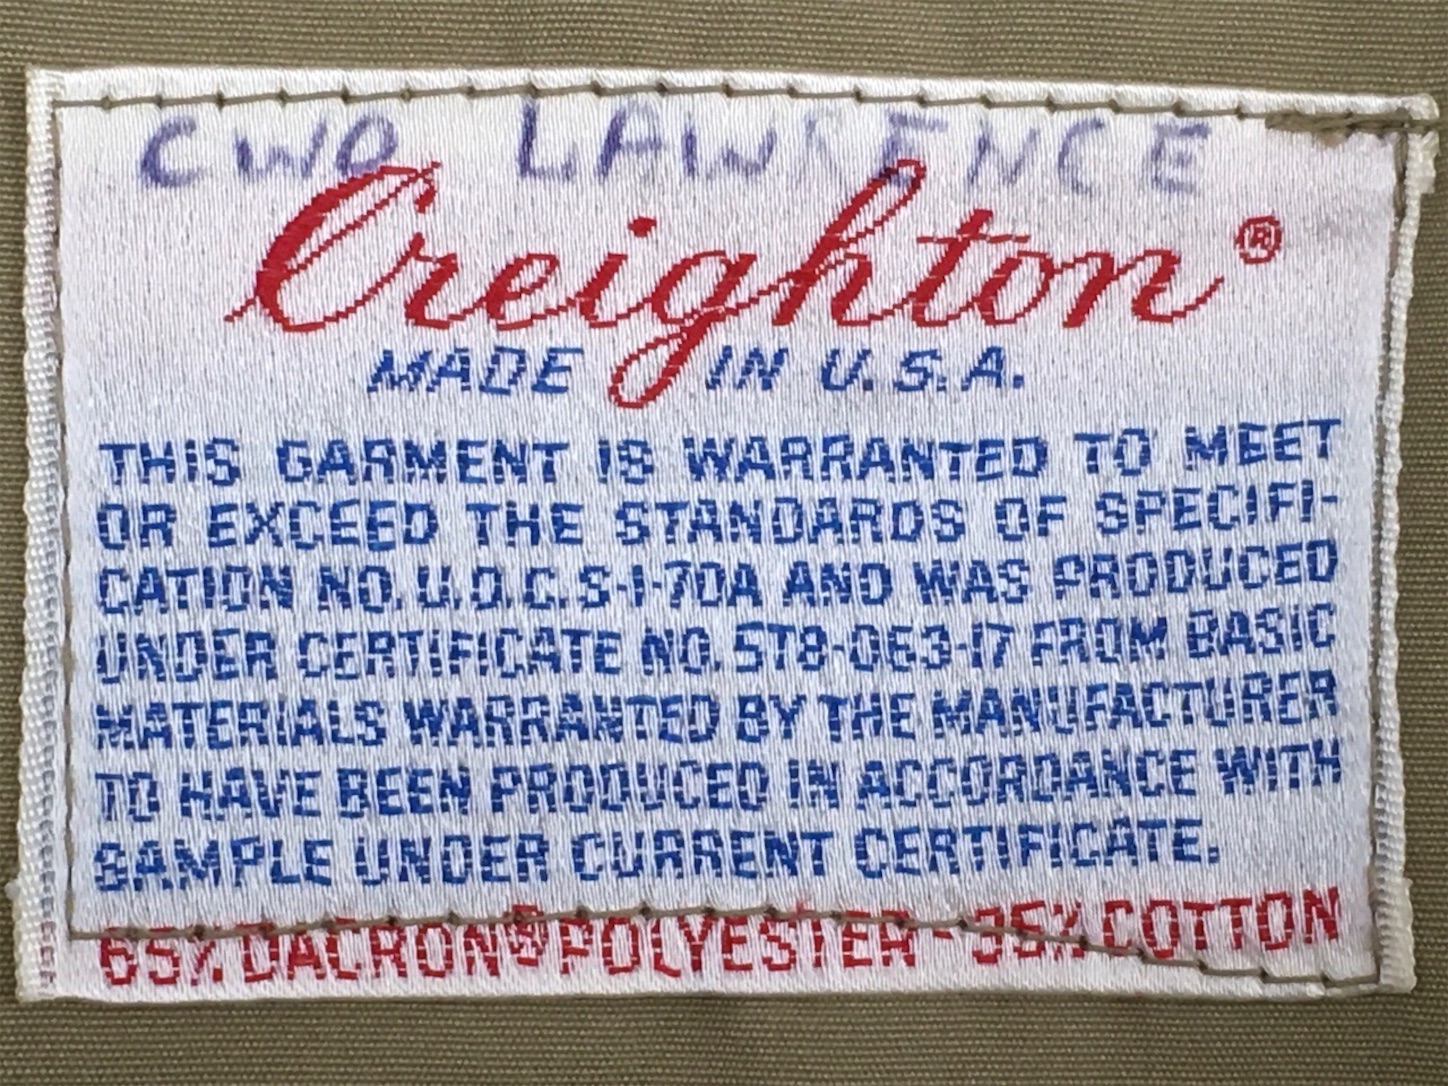 CWO LAWRENCE
Creighton®
MADE IN U.S.A.
THIS GARMENT IS WARRANTED TO MEET
OR EXCEED THE STANDARDS OF SPECIFI-
CATION NO. U.D.C.S-1-70A AND WAS PRODUCED
UNDER CERTIFICATE NO. ST8-063-17 FROM BASIC
MATERIALS WARRANTED BY THE MANUFACTURER
TO HAVE BEEN PRODUCED IN ACCORDANCE WITH
SAMPLE UNDER CURRENT CERTIFICATE.
65% DACRON® POLYESTER - 35% COTTON